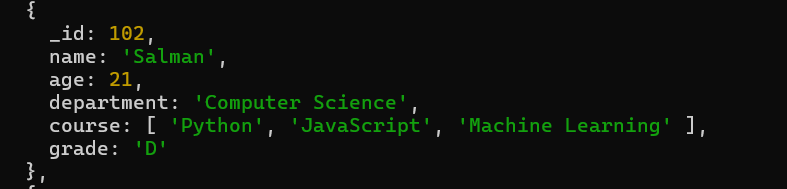 {
_id: 102,
name: 'Salman',
age: 21,
department: 'Computer Science',
course: [ 'Python', 'JavaScript', 'Machine Learning' ],
grade: 'D'
},